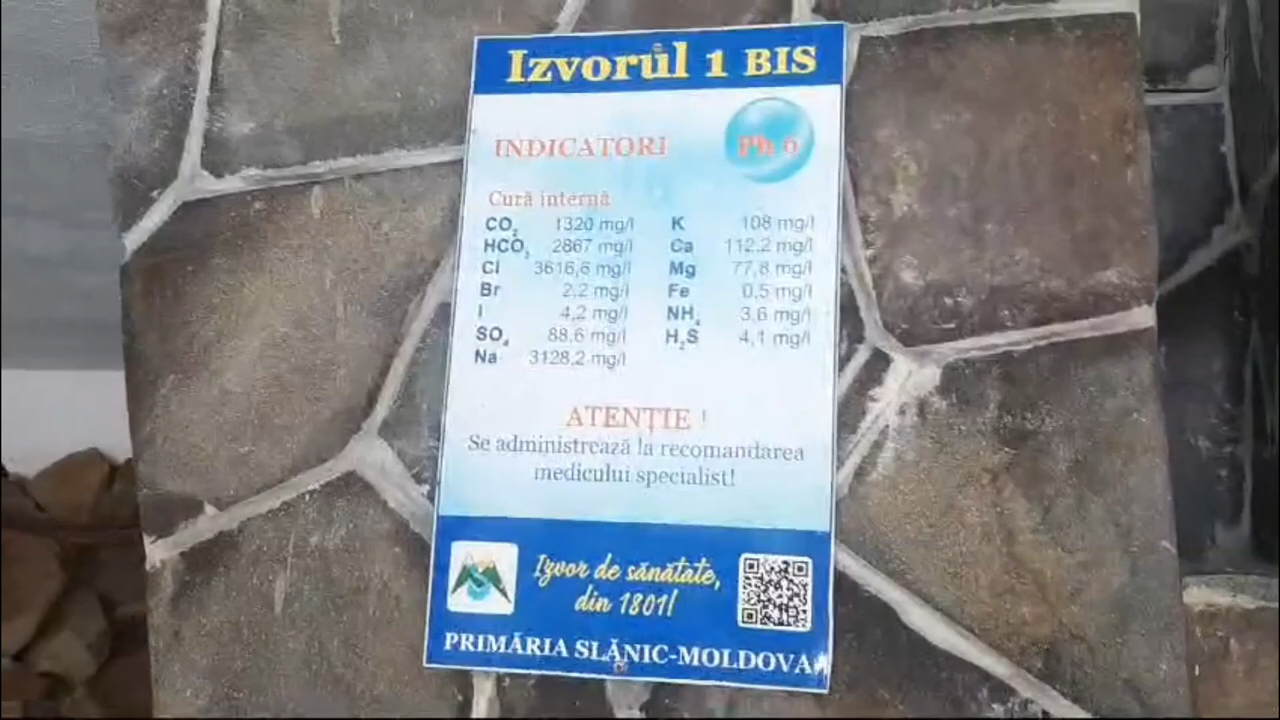 Izvorul 1 BIS
INDICATORI
Ph 6
Cură internă
CO₂ 1320 mg/l K 108 mg/l
HCO₃ 2867 mg/l Ca 112,2 mg/l
Cl 3616,6 mg/l Mg 77,8 mg/l
Br 2,2 mg/l Fe 0,5 mg/l
I 4,2 mg/l NH₄ 3,6 mg/l
SO₄ 88,6 mg/l H₂S 4,1 mg/l
Na 3128,2 mg/l
ATENȚIE !
Se administrează la recomandarea
medicului specialist!
Izvor de sănătate,
din 1801!
PRIMĂRIA SLĂNIC-MOLDOVA